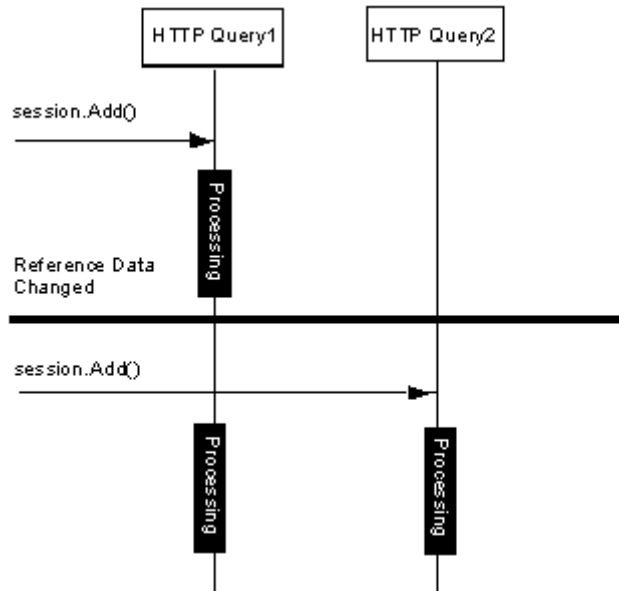 HTTP Query1
HTTP Query2
session.Add()
Processing
Reference Data
Changed
session.Add()
Processing
Processing